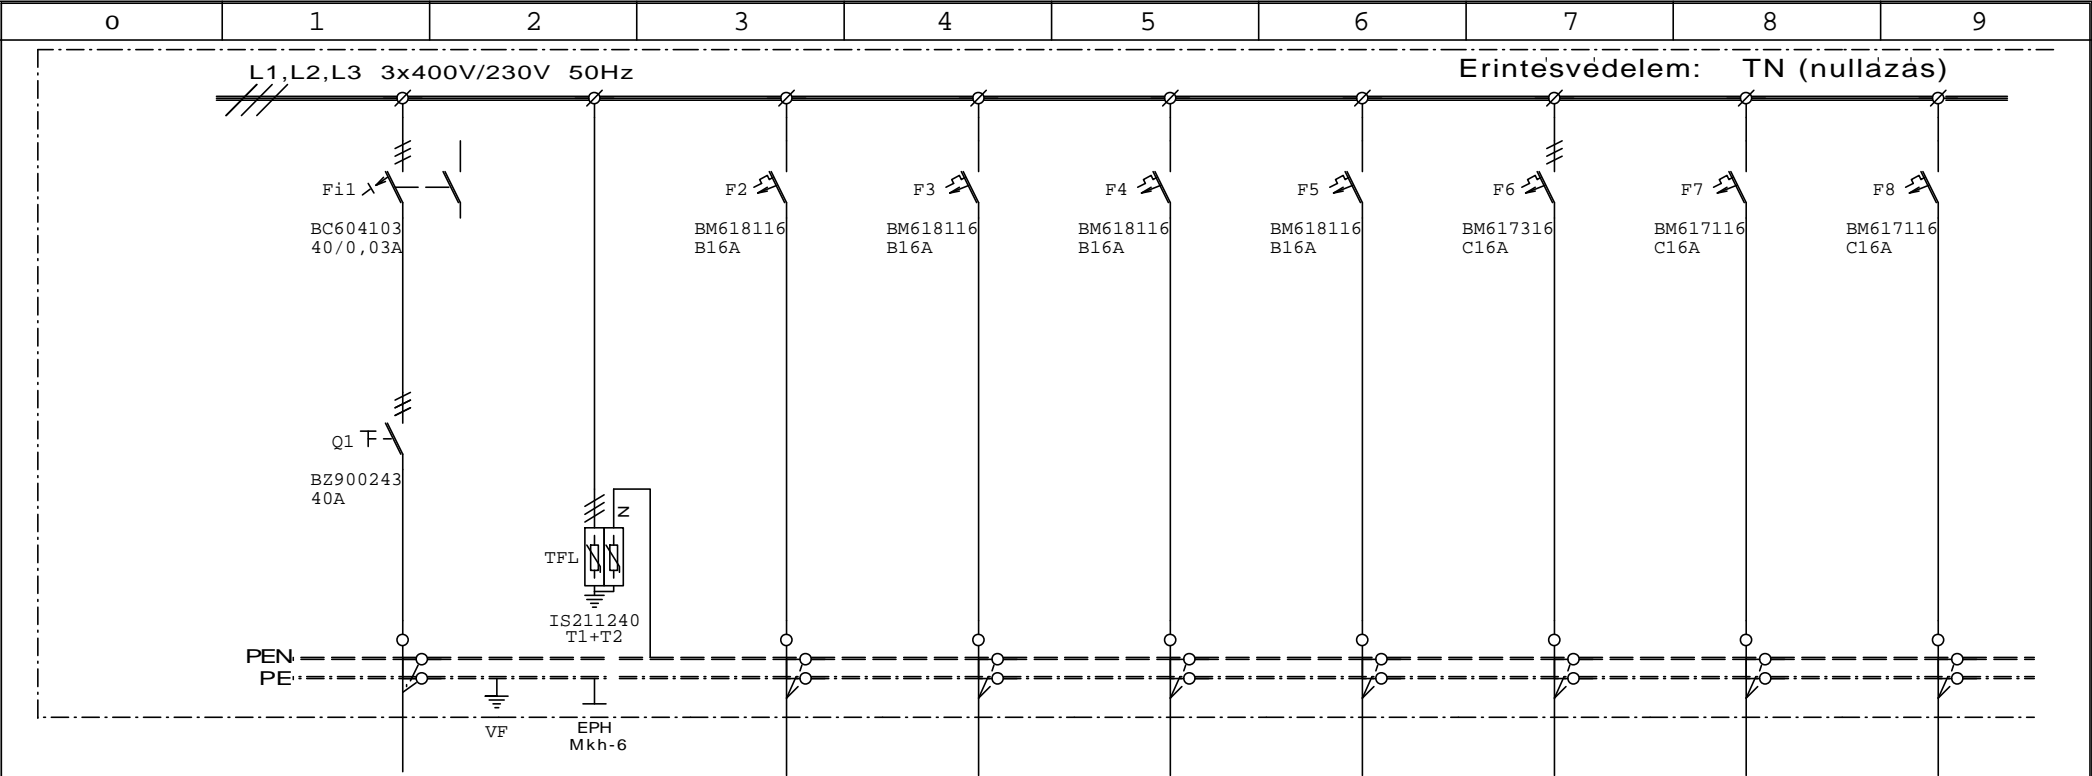 0 1 2 3 4 5 6 7 8 9
L1,L2,L3 3x400V/230V 50Hz
Érintésvédelem: TN (nullázás)
Fi1
BC604103
40/0,03A
F2
BM618116
B16A
F3
BM618116
B16A
F4
BM618116
B16A
F5
BM618116
B16A
F6
BM617316
C16A
F7
BM617116
C16A
F8
BM617116
C16A
Q1
BZ900243
40A
N
TFL
IS211240
T1+T2
PEN
PE
VF
EPH
Mkh-6